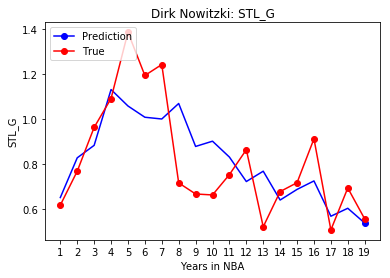 Dirk Nowitzki: STL_G
Prediction
True
STL_G
1.4
1.2
1.0
0.8
0.6
1 2 3 4 5 6 7 8 9 10 11 12 13 14 15 16 17 18 19
Years in NBA